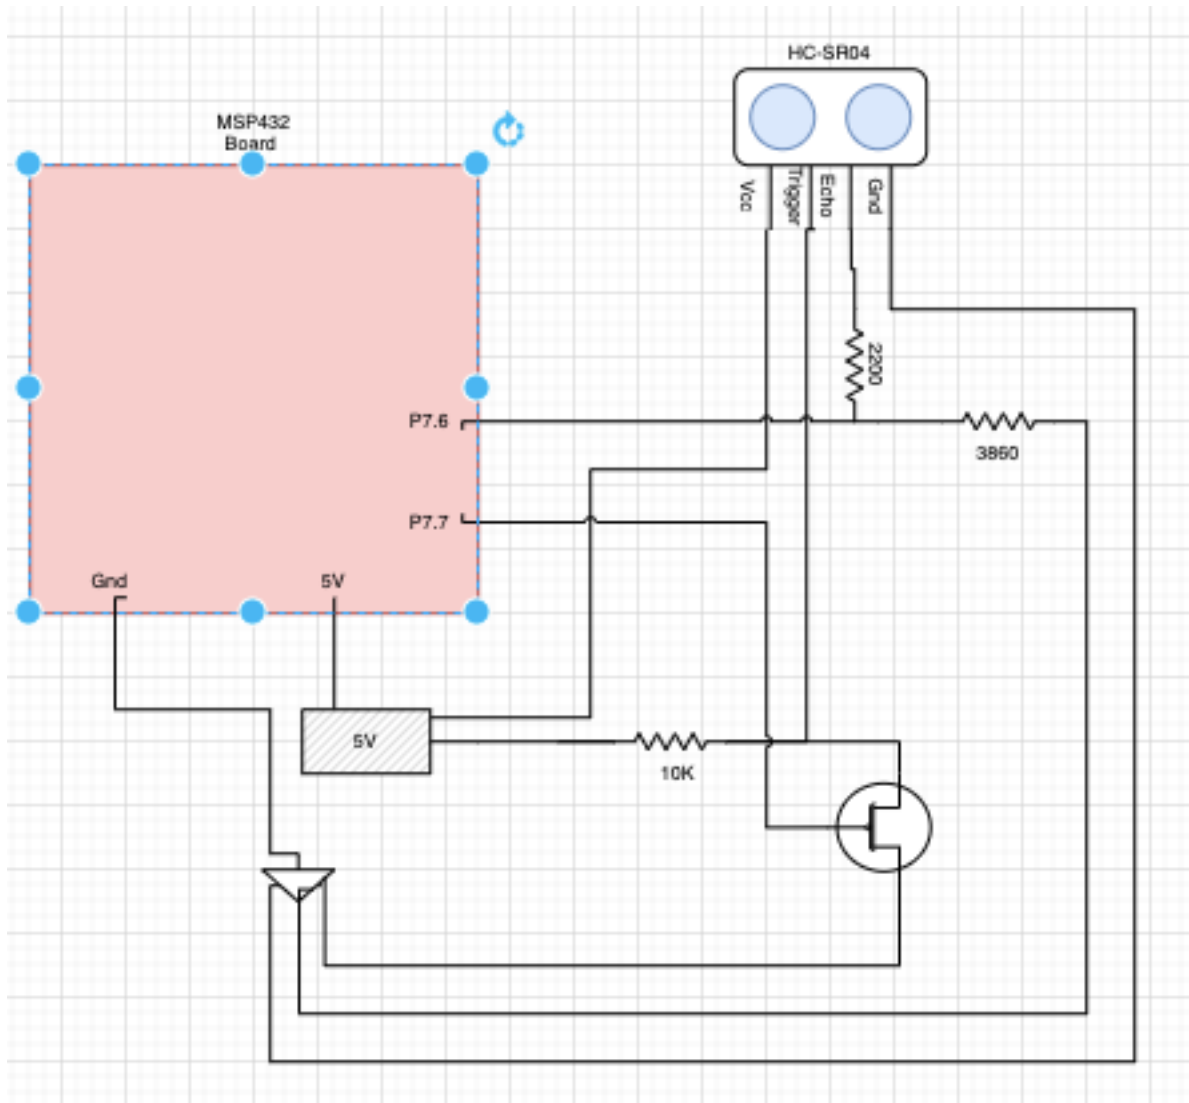 HC-SR04
MSP432
Board
Vcc
Trigger
Echo
Gnd
2200
P7.6
3860
P7.7
Gnd
5V
5V
10K